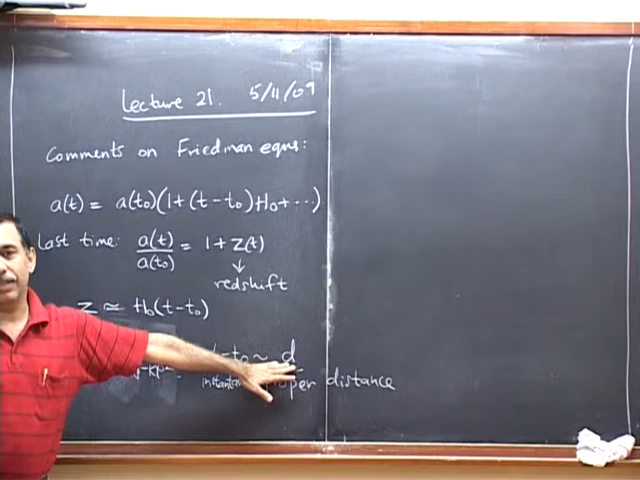 Lecture 21. 5/11/09
Comments on Friedman eqns:
a(t) = a(t₀)(1+(t-t₀)H₀+···)
Last time: a(t)/a(t₀) = 1+z(t)
↓
redshift
z ≃ H₀(t-t₀)
t-t₀ ~ d
proper distance